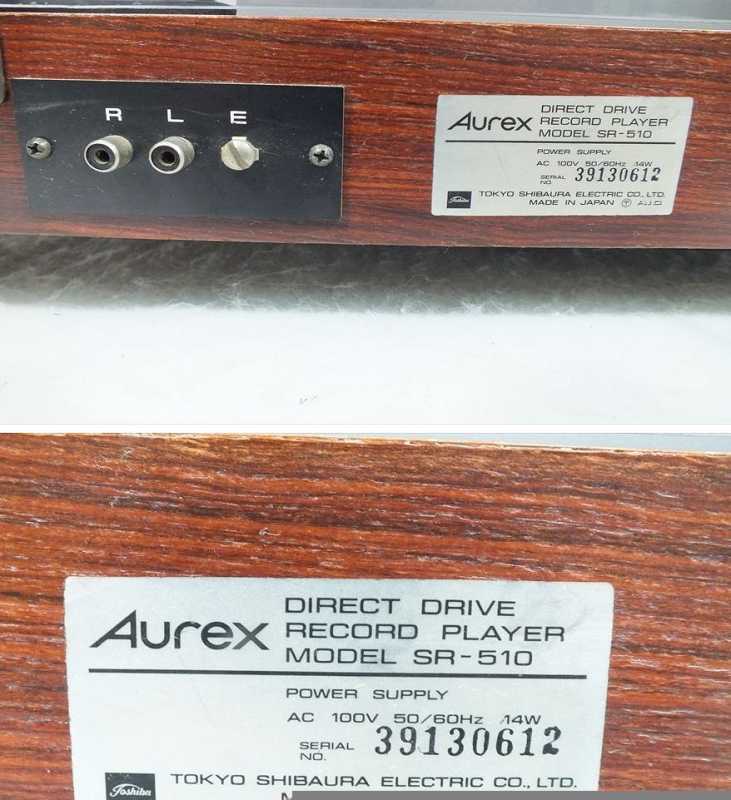 R L E
Aurex
DIRECT DRIVE
RECORD PLAYER
MODEL SR-510
POWER SUPPLY
AC 100V 50/60Hz 14W
SERIAL NO. 39130612
Toshiba
TOKYO SHIBAURA ELECTRIC CO., LTD.
MADE IN JAPAN
Aurex
DIRECT DRIVE
RECORD PLAYER
MODEL SR-510
POWER SUPPLY
AC 100V 50/60Hz 14W
SERIAL NO. 39130612
Toshiba
TOKYO SHIBAURA ELECTRIC CO., LTD.